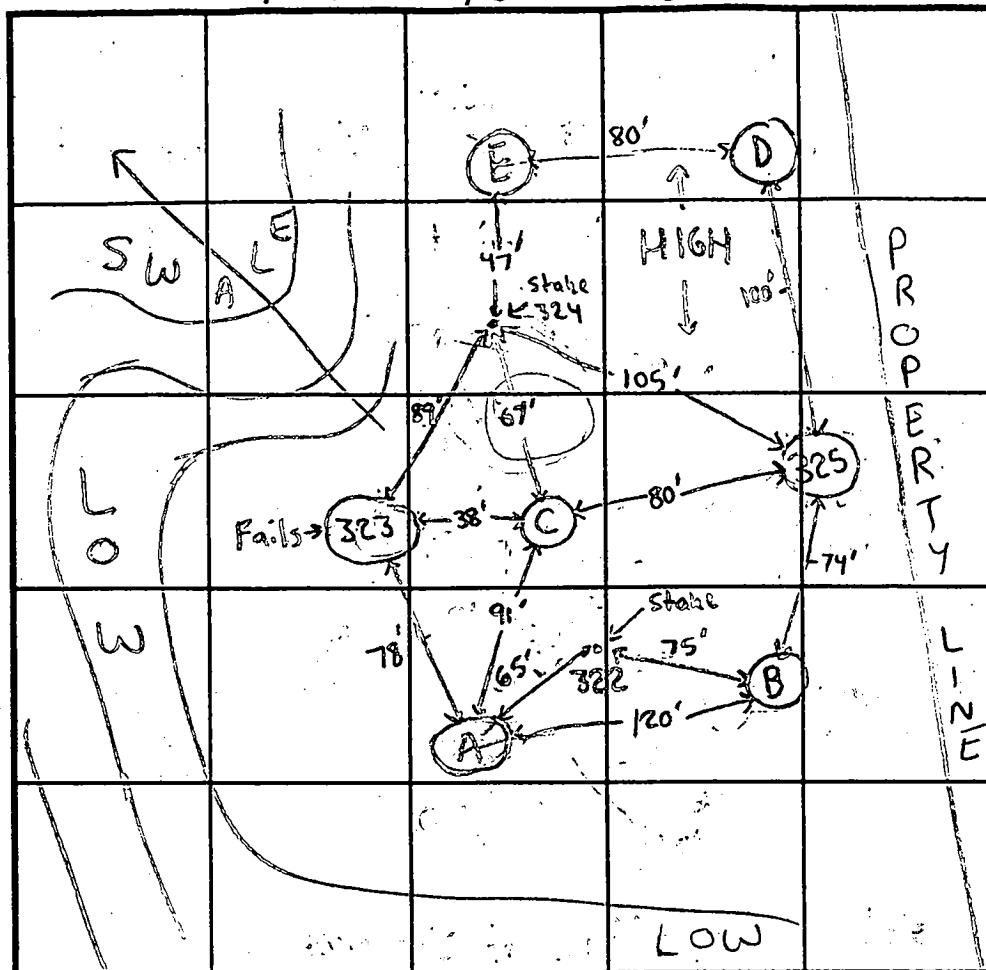 80'
E
D
SWALE
47'
HIGH
Stake
324
100'
PROPERTY LINE
105'
89'
67'
325
80'
LOW
Fails → 323
38'
C
74'
91'
Stake
78'
65'
322
75'
B
A
120'
LOW